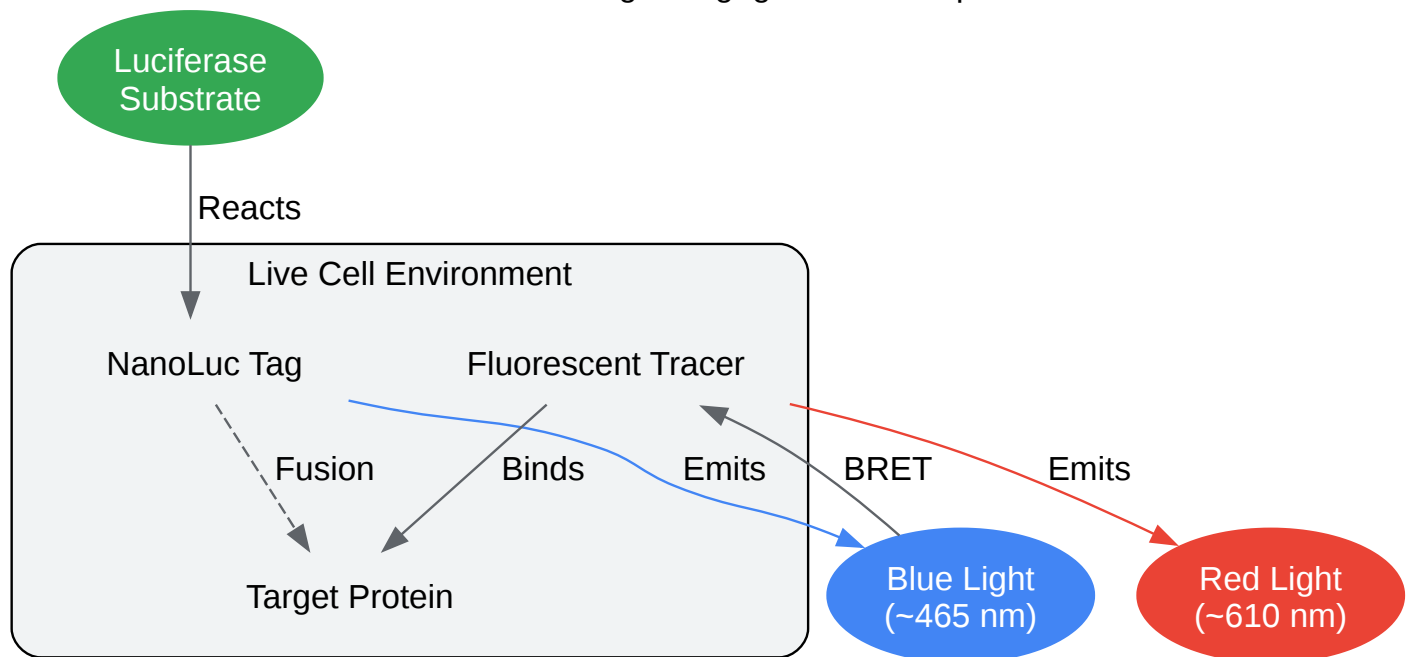 Luciferase
Substrate
Reacts
Live Cell Environment
NanoLuc Tag
Fluorescent Tracer
Fusion
Binds
Emits
BRET
Emits
Target Protein
Blue Light
(~465 nm)
Red Light
(~610 nm)